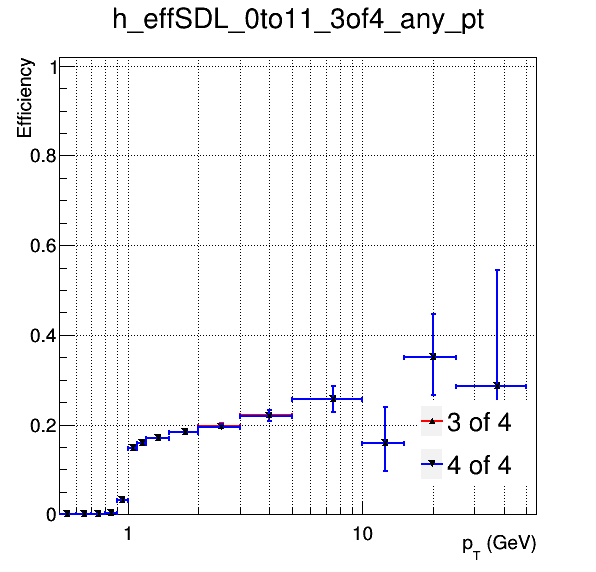 h_effSDL_0to11_3of4_any_pt
Efficiency
1
0.8
0.6
0.4
0.2
0
3 of 4
4 of 4
1
10
p_T (GeV)